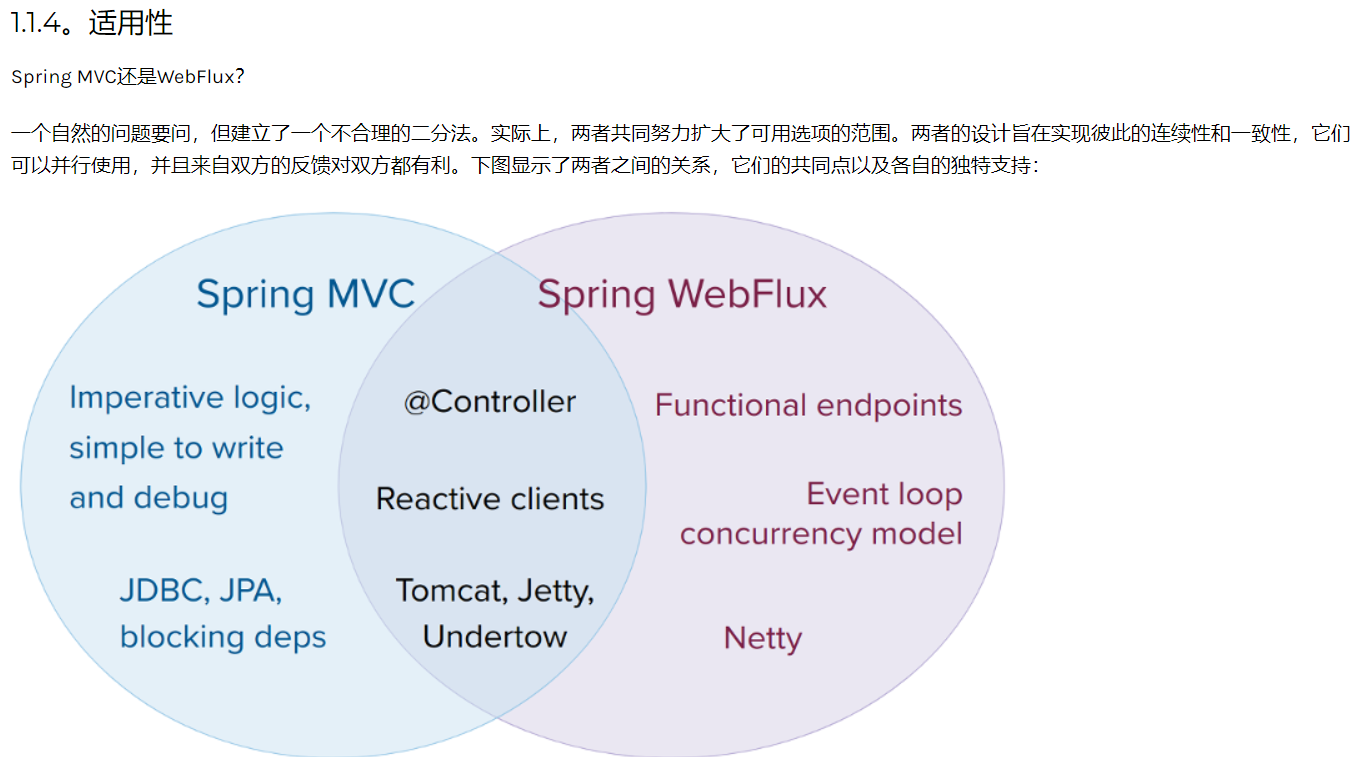 1.1.4。适用性
Spring MVC还是WebFlux？
一个自然的问题要问，但建立了一个不合理的二分法。实际上，两者共同努力扩大了可用选项的范围。两者的设计旨在实现彼此的连续性和一致性，它们
可以并行使用，并且来自双方的反馈对双方都有利。下图显示了两者之间的关系，它们的共同点以及各自的独特支持：
Spring MVC
Spring WebFlux
Imperative logic,
simple to write
and debug
JDBC, JPA,
blocking deps
@Controller
Reactive clients
Tomcat, Jetty,
Undertow
Functional endpoints
Event loop
concurrency model
Netty